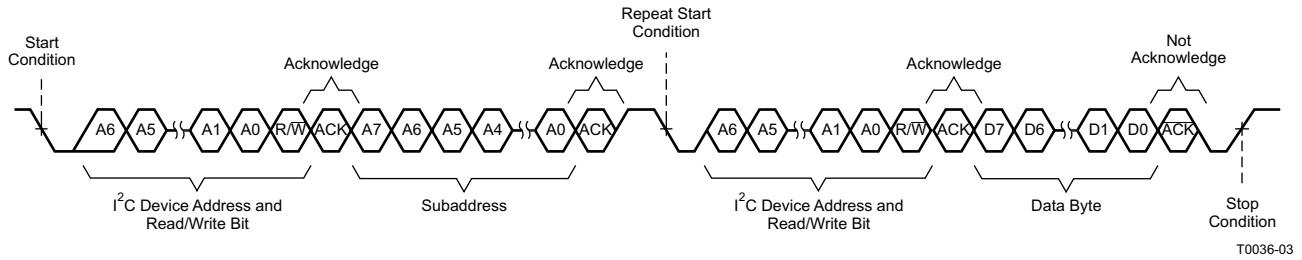 Start
Condition
Acknowledge
Acknowledge
Repeat Start
Condition
Acknowledge
Not
Acknowledge
A6 A5 A1 A0 R/W̅ ACK A7 A6 A5 A4 A0 ACK A6 A5 A1 A0 R/W̅ ACK D7 D6 D1 D0 A̅C̅K̅
I²C Device Address and
Read/Write Bit
Subaddress
I²C Device Address and
Read/Write Bit
Data Byte
Stop
Condition
T0036-03